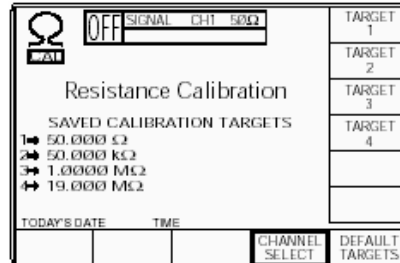 Ω OFF SIGNAL CH1 50Ω
CAL
Resistance Calibration
SAVED CALIBRATION TARGETS
1➔ 50.000 Ω
2➔ 50.000 kΩ
3➔ 1.0000 MΩ
4➔ 19.000 MΩ
TODAY'S DATE TIME
TARGET
1
TARGET
2
TARGET
3
TARGET
4
CHANNEL
SELECT
DEFAULT
TARGETS